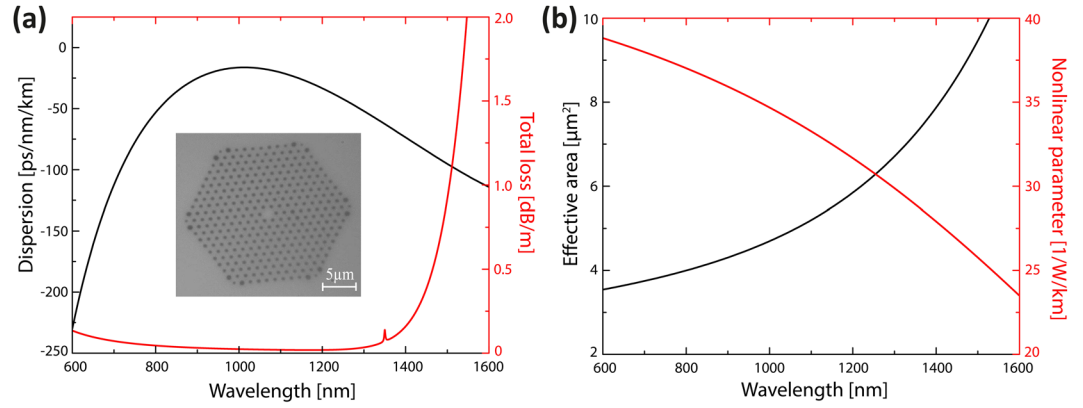 (a)
Dispersion [ps/nm/km]
0
-50
-100
-150
-200
-250
600 800 1000 1200 1400 1600
Wavelength [nm]
2.0
1.5
1.0
0.5
0
Total loss [dB/m]
5μm
(b)
Effective area [μm²]
10
8
6
4
2
600 800 1000 1200 1400 1600
Wavelength [nm]
40
35
30
25
20
Nonlinear parameter [1/W/km]